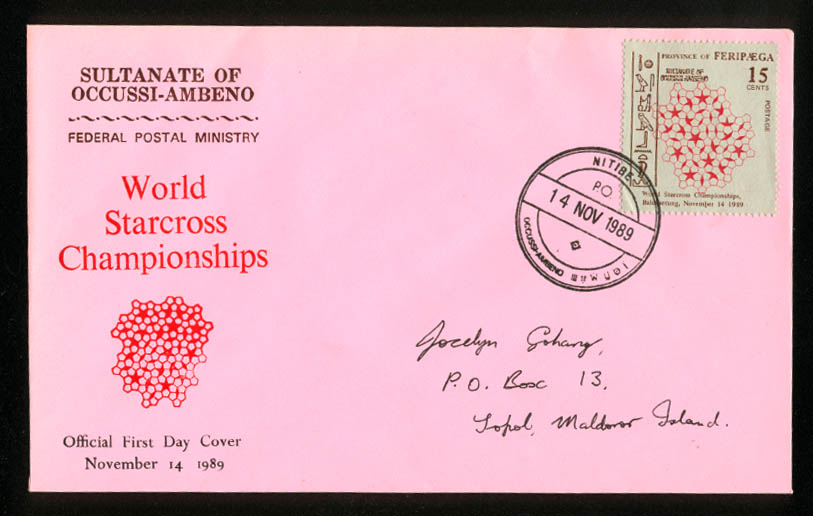 SULTANATE OF
OCCUSSI-AMBENO
FEDERAL POSTAL MINISTRY
World
Starcross
Championships
Official First Day Cover
November 14 1989
PROVINCE OF FERIPÆGA
SULTANATE OF
OCCUSSI-AMBENO
15
CENTS
POSTAGE
World Starcross Championships,
November 14 1989
NITIBE
PO
14 NOV 1989
OCCUSSI-AMBENO
Jocelyn Gohary,
P.O. Box 13,
Sopol, Maldoror Island.